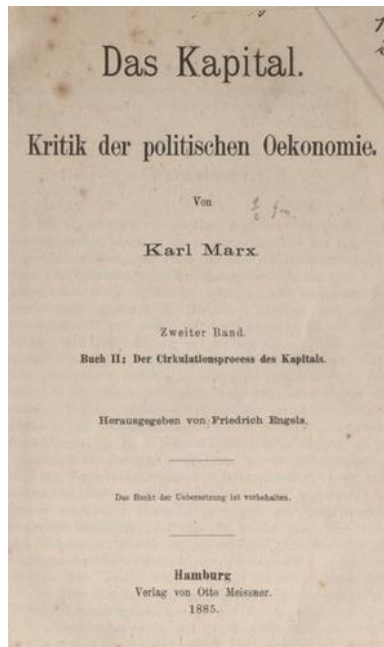 Das Kapital.
Kritik der politischen Oekonomie.
Von
Karl Marx.
Zweiter Band.
Buch II: Der Cirkulationsprocess des Kapitals.
Herausgegeben von Friedrich Engels.
Das Recht der Uebersetzung ist vorbehalten.
Hamburg
Verlag von Otto Meissner.
1885.